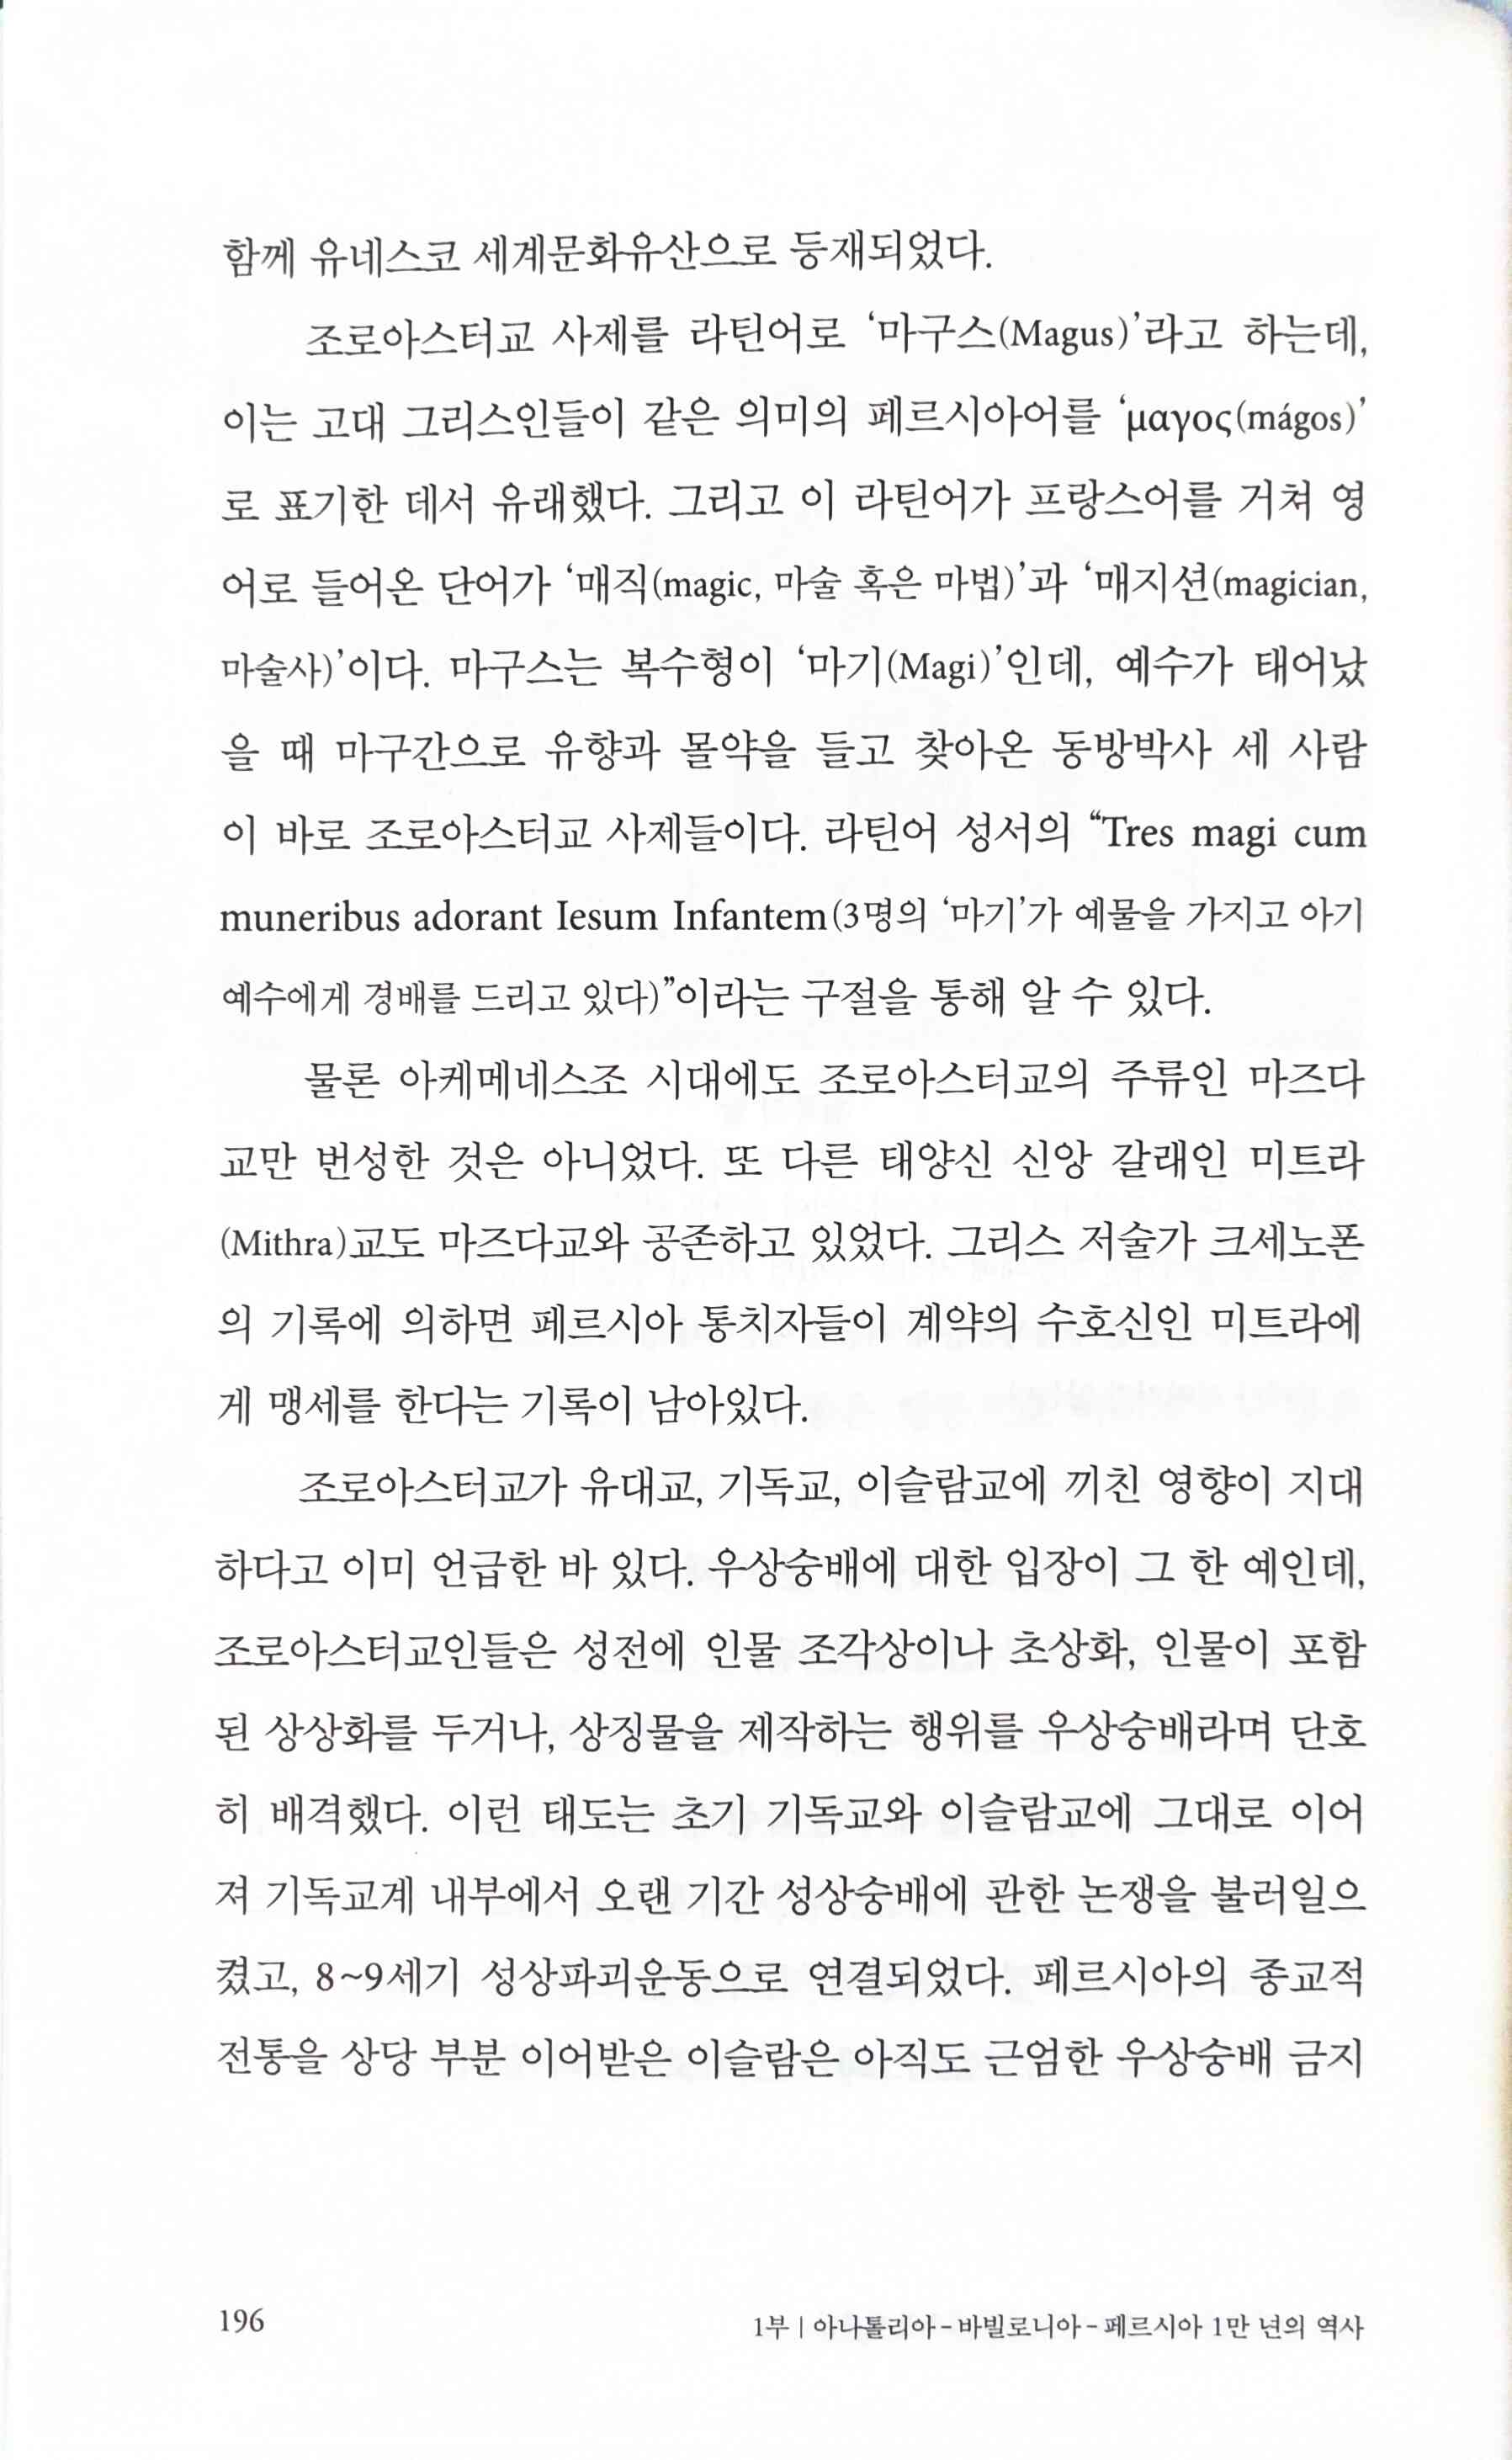 함께 유네스코 세계문화유산으로 등재되었다.
조로아스터교 사제를 라틴어로 ‘마구스(Magus)’라고 하는데,
이는 고대 그리스인들이 같은 의미의 페르시아어를 ‘μαγος(mágos)’
로 표기한 데서 유래했다. 그리고 이 라틴어가 프랑스어를 거쳐 영
어로 들어온 단어가 ‘매직(magic, 마술 혹은 마법)’과 ‘매지션(magician,
마술사)’이다. 마구스는 복수형이 ‘마기(Magi)’인데, 예수가 태어났
을 때 마구간으로 유향과 몰약을 들고 찾아온 동방박사 세 사람
이 바로 조로아스터교 사제들이다. 라틴어 성서의 “Tres magi cum
muneribus adorant Iesum Infantem(3명의 ‘마기’가 예물을 가지고 아기
예수에게 경배를 드리고 있다)”이라는 구절을 통해 알 수 있다.
물론 아케메네스조 시대에도 조로아스터교의 주류인 마즈다
교만 번성한 것은 아니었다. 또 다른 태양신 신앙 갈래인 미트라
(Mithra)교도 마즈다교와 공존하고 있었다. 그리스 저술가 크세노폰
의 기록에 의하면 페르시아 통치자들이 계약의 수호신인 미트라에
게 맹세를 한다는 기록이 남아있다.
조로아스터교가 유대교, 기독교, 이슬람교에 끼친 영향이 지대
하다고 이미 언급한 바 있다. 우상숭배에 대한 입장이 그 한 예인데,
조로아스터교인들은 성전에 인물 조각상이나 초상화, 인물이 포함
된 상상화를 두거나, 상징물을 제작하는 행위를 우상숭배라며 단호
히 배격했다. 이런 태도는 초기 기독교와 이슬람교에 그대로 이어
져 기독교계 내부에서 오랜 기간 성상숭배에 관한 논쟁을 불러일으
켰고, 8~9세기 성상파괴운동으로 연결되었다. 페르시아의 종교적
전통을 상당 부분 이어받은 이슬람은 아직도 근엄한 우상숭배 금지
196
1부 | 아나톨리아-바빌로니아-페르시아 1만 년의 역사